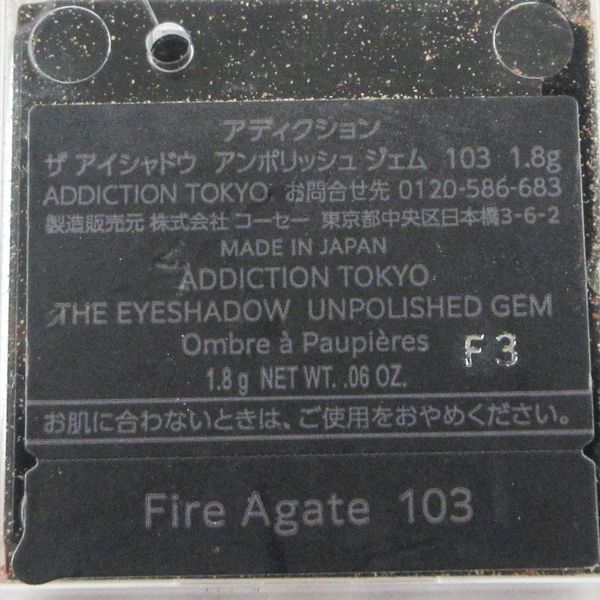 アディクション
ザ アイシャドウ アンポリッシュ ジェム 103 1.8g
ADDICTION TOKYO お問合せ先 0120-586-683
製造販売元 株式会社 コーセー 東京都中央区日本橋3-6-2
MADE IN JAPAN
ADDICTION TOKYO
THE EYESHADOW UNPOLISHED GEM
Ombre à Paupières
F3
1.8 g NET WT. .06 OZ.
お肌に合わないときは、ご使用をおやめください。
Fire Agate 103